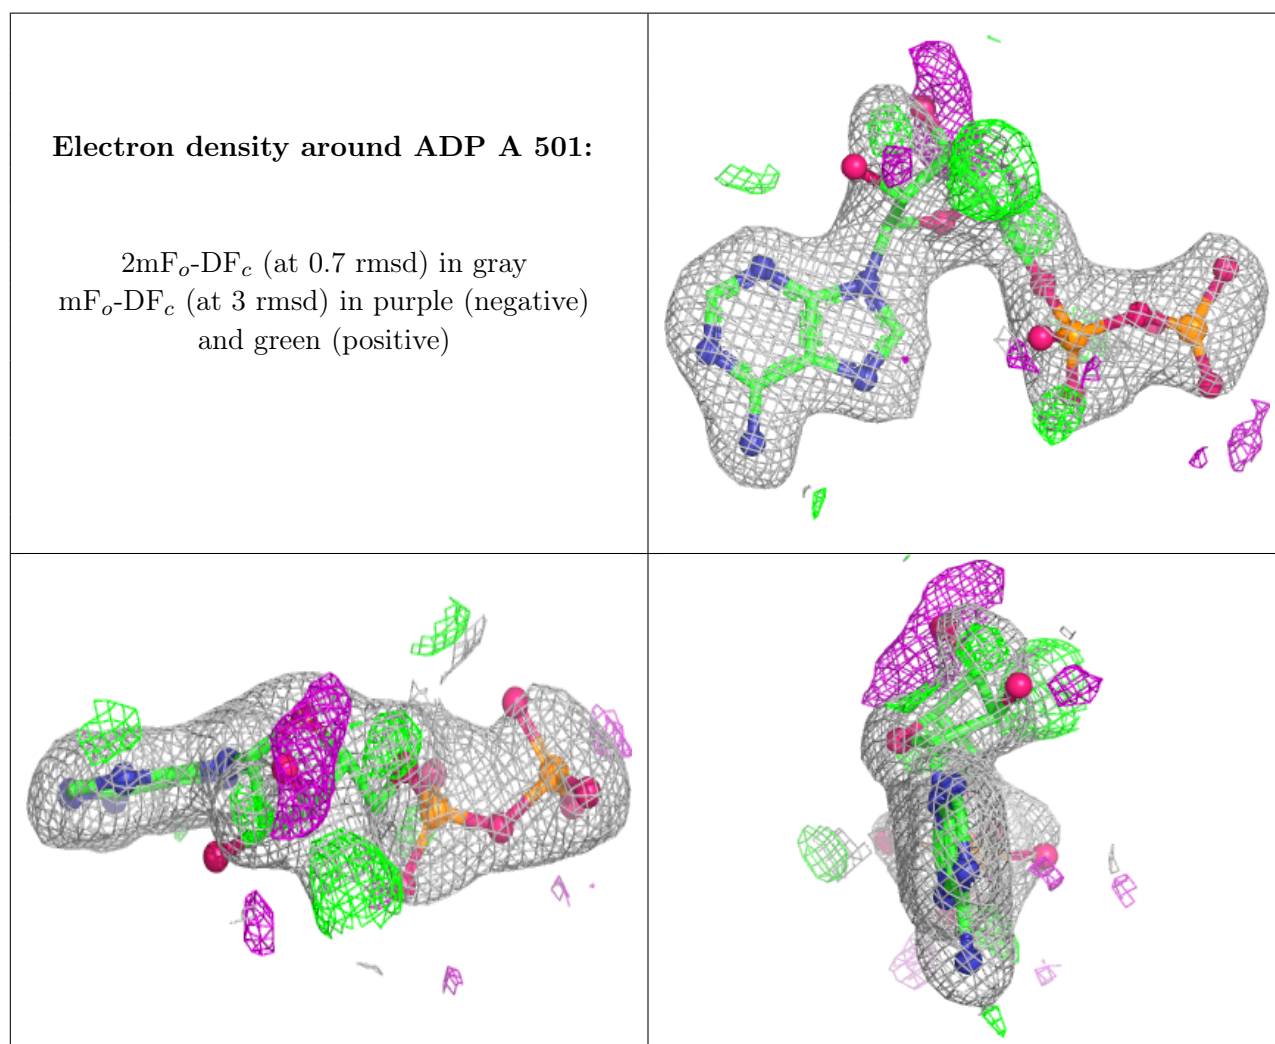 Electron density around ADP A 501:
2mFₒ-DF𝒸 (at 0.7 rmsd) in gray
mFₒ-DF𝒸 (at 3 rmsd) in purple (negative)
and green (positive)